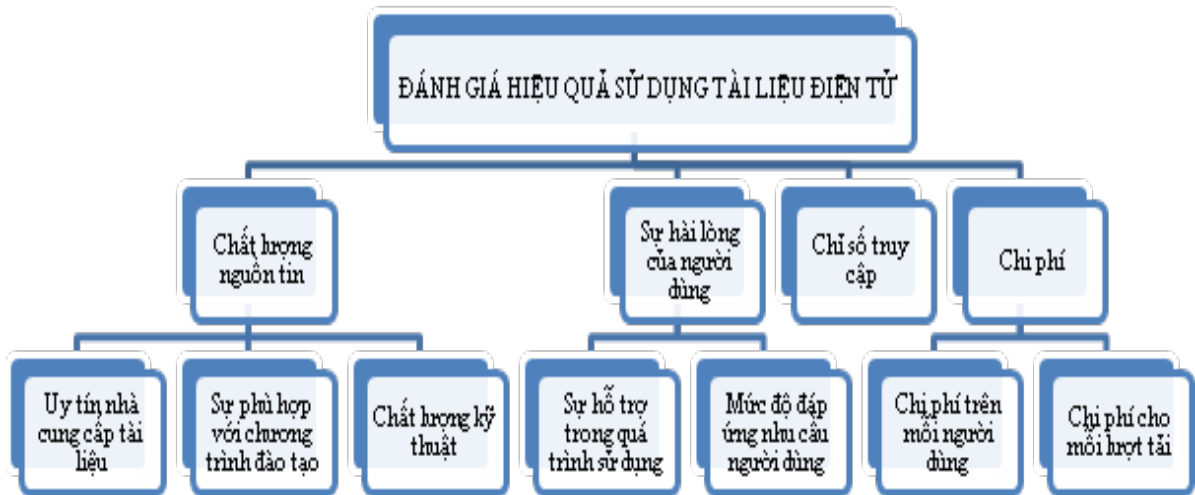 ĐÁNH GIÁ HIỆU QUẢ SỬ DỤNG TÀI LIỆU ĐIỆN TỬ
Chất lượng
nguồn tin
Sự hài lòng
của người
dùng
Chỉ số truy
cập
Chi phí
Uy tín nhà
cung cấp tài
liệu
Sự phù hợp
với chương
trình đào tạo
Chất lượng kỹ
thuật
Sự hỗ trợ
trong quá
trình sử dụng
Mức độ đáp
ứng nhu cầu
người dùng
Chi phí trên
mỗi người
dùng
Chi phí cho
mỗi lượt tải